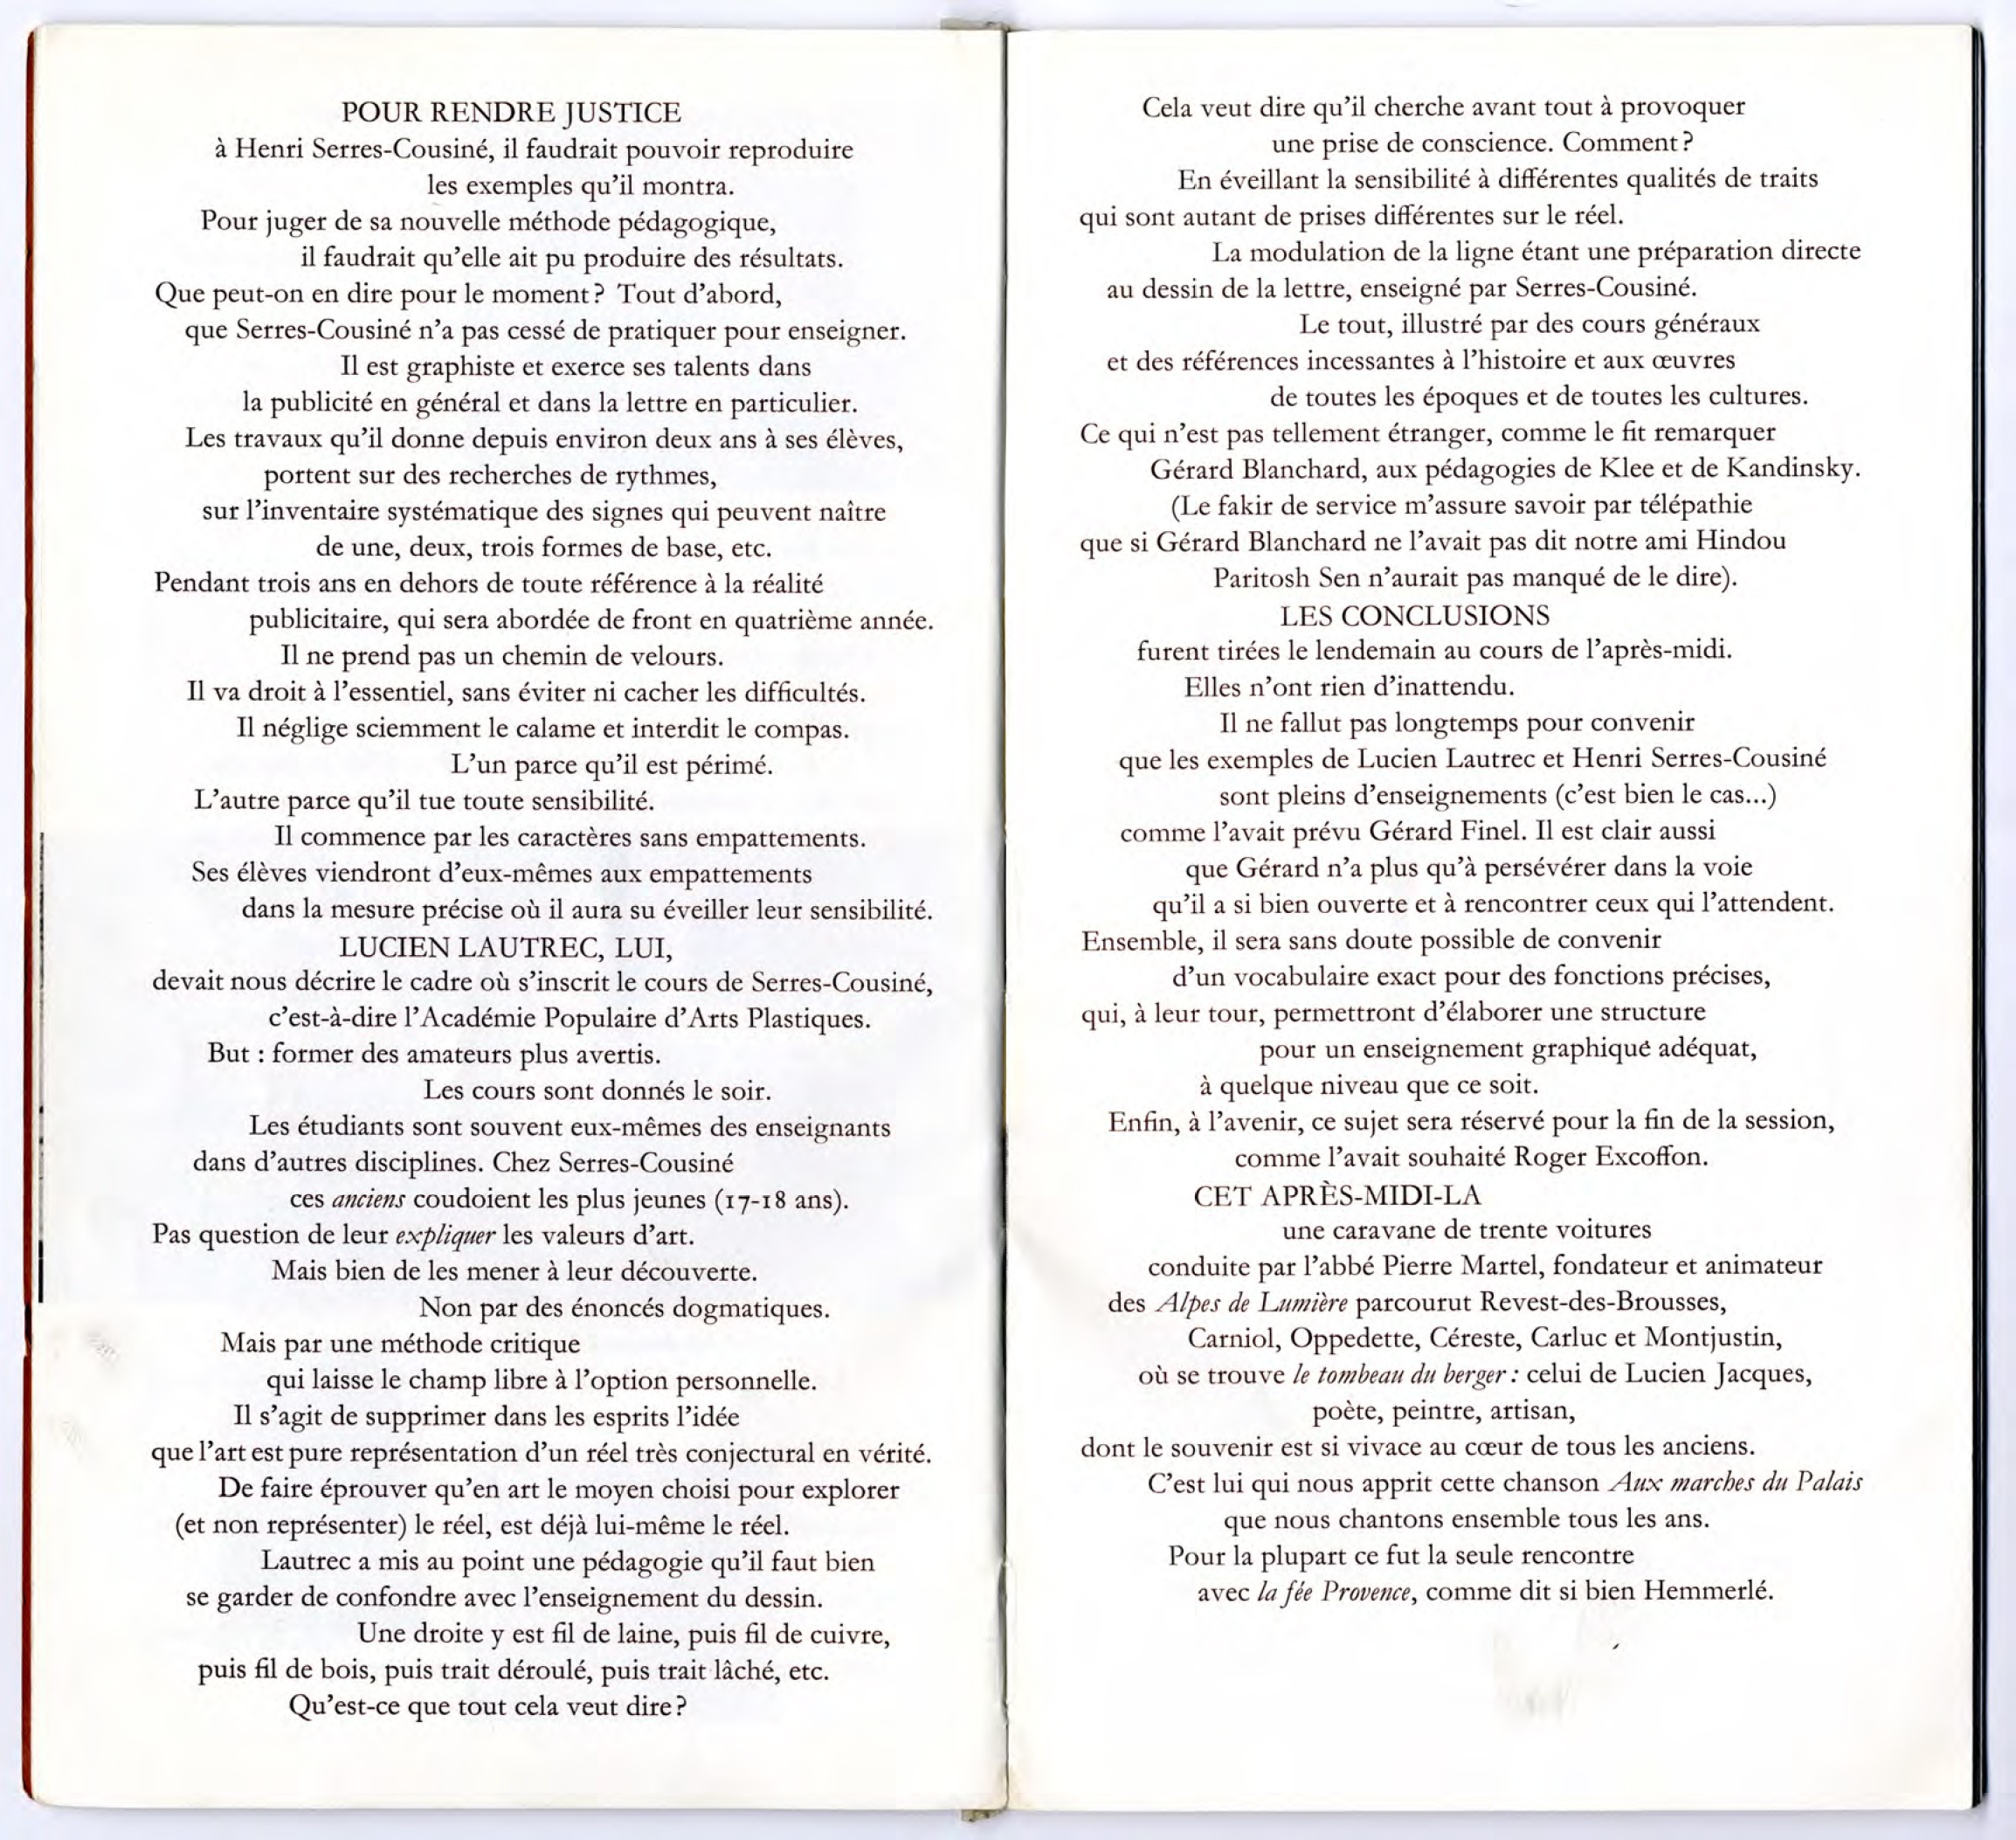 POUR RENDRE JUSTICE
à Henri Serres-Cousiné, il faudrait pouvoir reproduire
les exemples qu’il montra.
Pour juger de sa nouvelle méthode pédagogique,
il faudrait qu’elle ait pu produire des résultats.
Que peut-on en dire pour le moment ? Tout d’abord,
que Serres-Cousiné n’a pas cessé de pratiquer pour enseigner.
Il est graphiste et exerce ses talents dans
la publicité en général et dans la lettre en particulier.
Les travaux qu’il donne depuis environ deux ans à ses élèves,
portent sur des recherches de rythmes,
sur l’inventaire systématique des signes qui peuvent naître
de une, deux, trois formes de base, etc.
Pendant trois ans en dehors de toute référence à la réalité
publicitaire, qui sera abordée de front en quatrième année.
Il ne prend pas un chemin de velours.
Il va droit à l’essentiel, sans éviter ni cacher les difficultés.
Il néglige sciemment le calame et interdit le compas.
L’un parce qu’il est périmé.
L’autre parce qu’il tue toute sensibilité.
Il commence par les caractères sans empattements.
Ses élèves viendront d’eux-mêmes aux empattements
dans la mesure précise où il aura su éveiller leur sensibilité.
LUCIEN LAUTREC, LUI,
devait nous décrire le cadre où s’inscrit le cours de Serres-Cousiné,
c’est-à-dire l’Académie Populaire d’Arts Plastiques.
But : former des amateurs plus avertis.
Les cours sont donnés le soir.
Les étudiants sont souvent eux-mêmes des enseignants
dans d’autres disciplines. Chez Serres-Cousiné
ces anciens coudoient les plus jeunes (17-18 ans).
Pas question de leur expliquer les valeurs d’art.
Mais bien de les mener à leur découverte.
Non par des énoncés dogmatiques.
Mais par une méthode critique
qui laisse le champ libre à l’option personnelle.
Il s’agit de supprimer dans les esprits l’idée
que l’art est pure représentation d’un réel très conjectural en vérité.
De faire éprouver qu’en art le moyen choisi pour explorer
(et non représenter) le réel, est déjà lui-même le réel.
Lautrec a mis au point une pédagogie qu’il faut bien
se garder de confondre avec l’enseignement du dessin.
Une droite y est fil de laine, puis fil de cuivre,
puis fil de bois, puis trait déroulé, puis trait lâché, etc.
Qu’est-ce que tout cela veut dire ?
Cela veut dire qu’il cherche avant tout à provoquer
une prise de conscience. Comment ?
En éveillant la sensibilité à différentes qualités de traits
qui sont autant de prises différentes sur le réel.
La modulation de la ligne étant une préparation directe
au dessin de la lettre, enseigné par Serres-Cousiné.
Le tout, illustré par des cours généraux
et des références incessantes à l’histoire et aux œuvres
de toutes les époques et de toutes les cultures.
Ce qui n’est pas tellement étranger, comme le fit remarquer
Gérard Blanchard, aux pédagogies de Klee et de Kandinsky.
(Le fakir de service m’assure savoir par télépathie
que si Gérard Blanchard ne l’avait pas dit notre ami Hindou
Paritosh Sen n’aurait pas manqué de le dire).
LES CONCLUSIONS
furent tirées le lendemain au cours de l’après-midi.
Elles n’ont rien d’inattendu.
Il ne fallut pas longtemps pour convenir
que les exemples de Lucien Lautrec et Henri Serres-Cousiné
sont pleins d’enseignements (c’est bien le cas...)
comme l’avait prévu Gérard Finel. Il est clair aussi
que Gérard n’a plus qu’à persévérer dans la voie
qu’il a si bien ouverte et à rencontrer ceux qui l’attendent.
Ensemble, il sera sans doute possible de convenir
d’un vocabulaire exact pour des fonctions précises,
qui, à leur tour, permettront d’élaborer une structure
pour un enseignement graphique adéquat,
à quelque niveau que ce soit.
Enfin, à l’avenir, ce sujet sera réservé pour la fin de la session,
comme l’avait souhaité Roger Excoffon.
CET APRÈS-MIDI-LA
une caravane de trente voitures
conduite par l’abbé Pierre Martel, fondateur et animateur
des Alpes de Lumière parcourut Revest-des-Brousses,
Carniol, Oppedette, Céreste, Carluc et Montjustin,
où se trouve le tombeau du berger : celui de Lucien Jacques,
poète, peintre, artisan,
dont le souvenir est si vivace au cœur de tous les anciens.
C’est lui qui nous apprit cette chanson Aux marches du Palais
que nous chantons ensemble tous les ans.
Pour la plupart ce fut la seule rencontre
avec la fée Provence, comme dit si bien Hemmerlé.